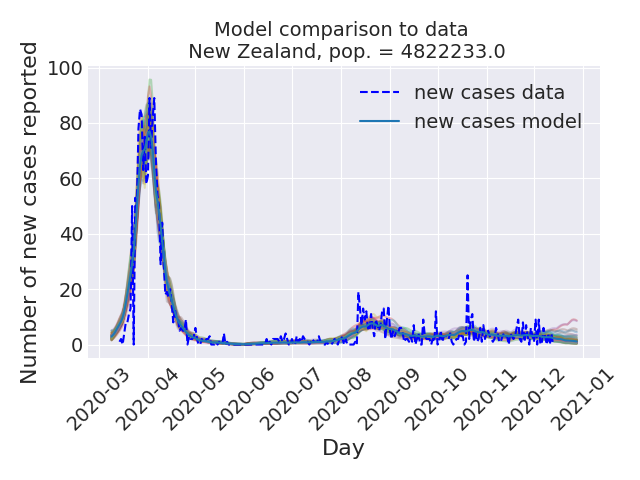 Model comparison to data
New Zealand, pop. = 4822233.0
Number of new cases reported
100
80
60
40
20
0
new cases data
new cases model
2020-03
2020-04
2020-05
2020-06
2020-07
2020-08
2020-09
2020-10
2020-11
2020-12
2021-01
Day